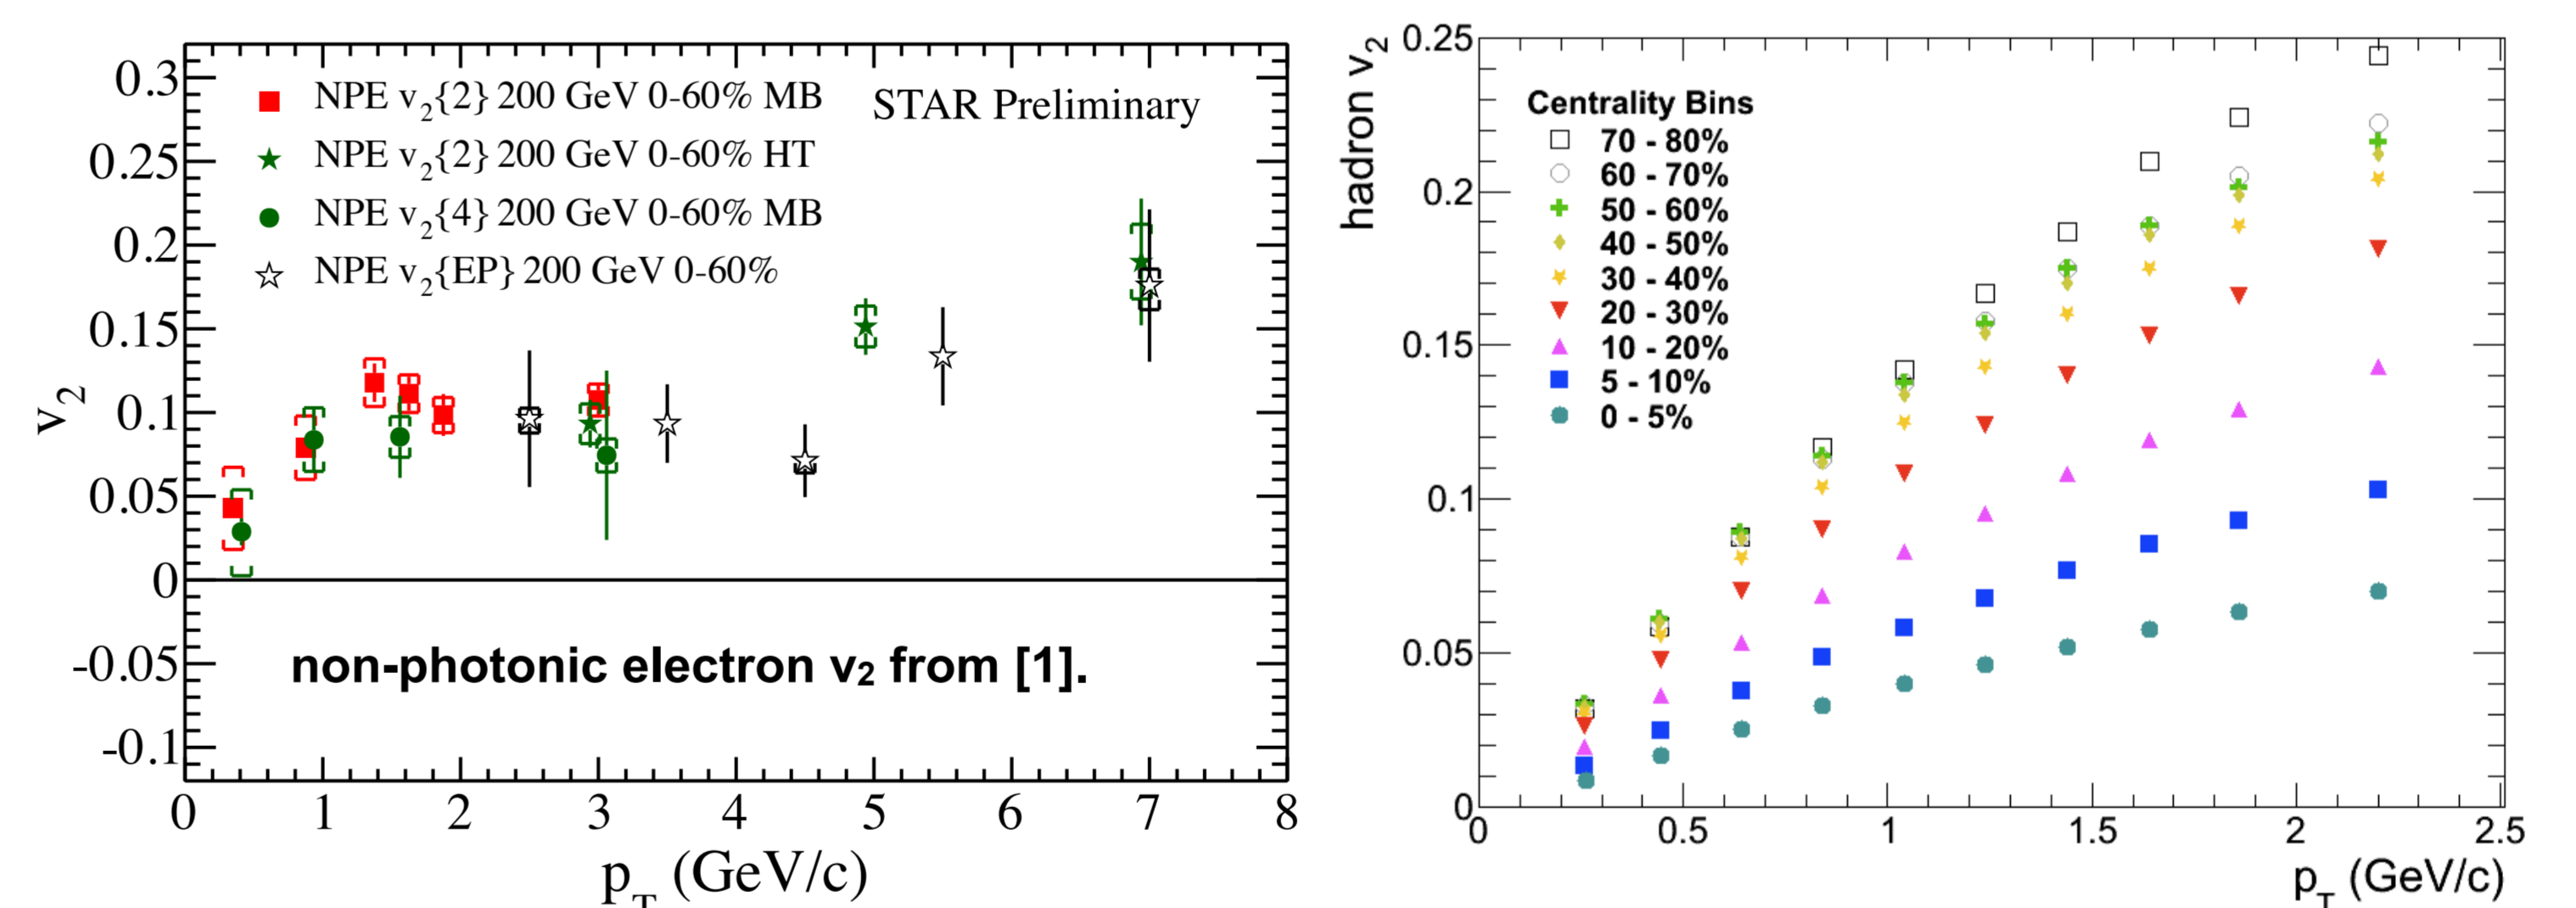 0.3
0.25
0.2
0.15
0.1
0.05
0
-0.05
-0.1
v₂
NPE v₂{2} 200 GeV 0-60% MB
NPE v₂{2} 200 GeV 0-60% HT
NPE v₂{4} 200 GeV 0-60% MB
NPE v₂{EP} 200 GeV 0-60%
STAR Preliminary
non-photonic electron v₂ from [1].
0 1 2 3 4 5 6 7 8
p_T (GeV/c)
hadron v₂
0.25
0.2
0.15
0.1
0.05
0
Centrality Bins
70 - 80%
60 - 70%
50 - 60%
40 - 50%
30 - 40%
20 - 30%
10 - 20%
5 - 10%
0 - 5%
0 0.5 1 1.5 2 2.5
p_T (GeV/c)